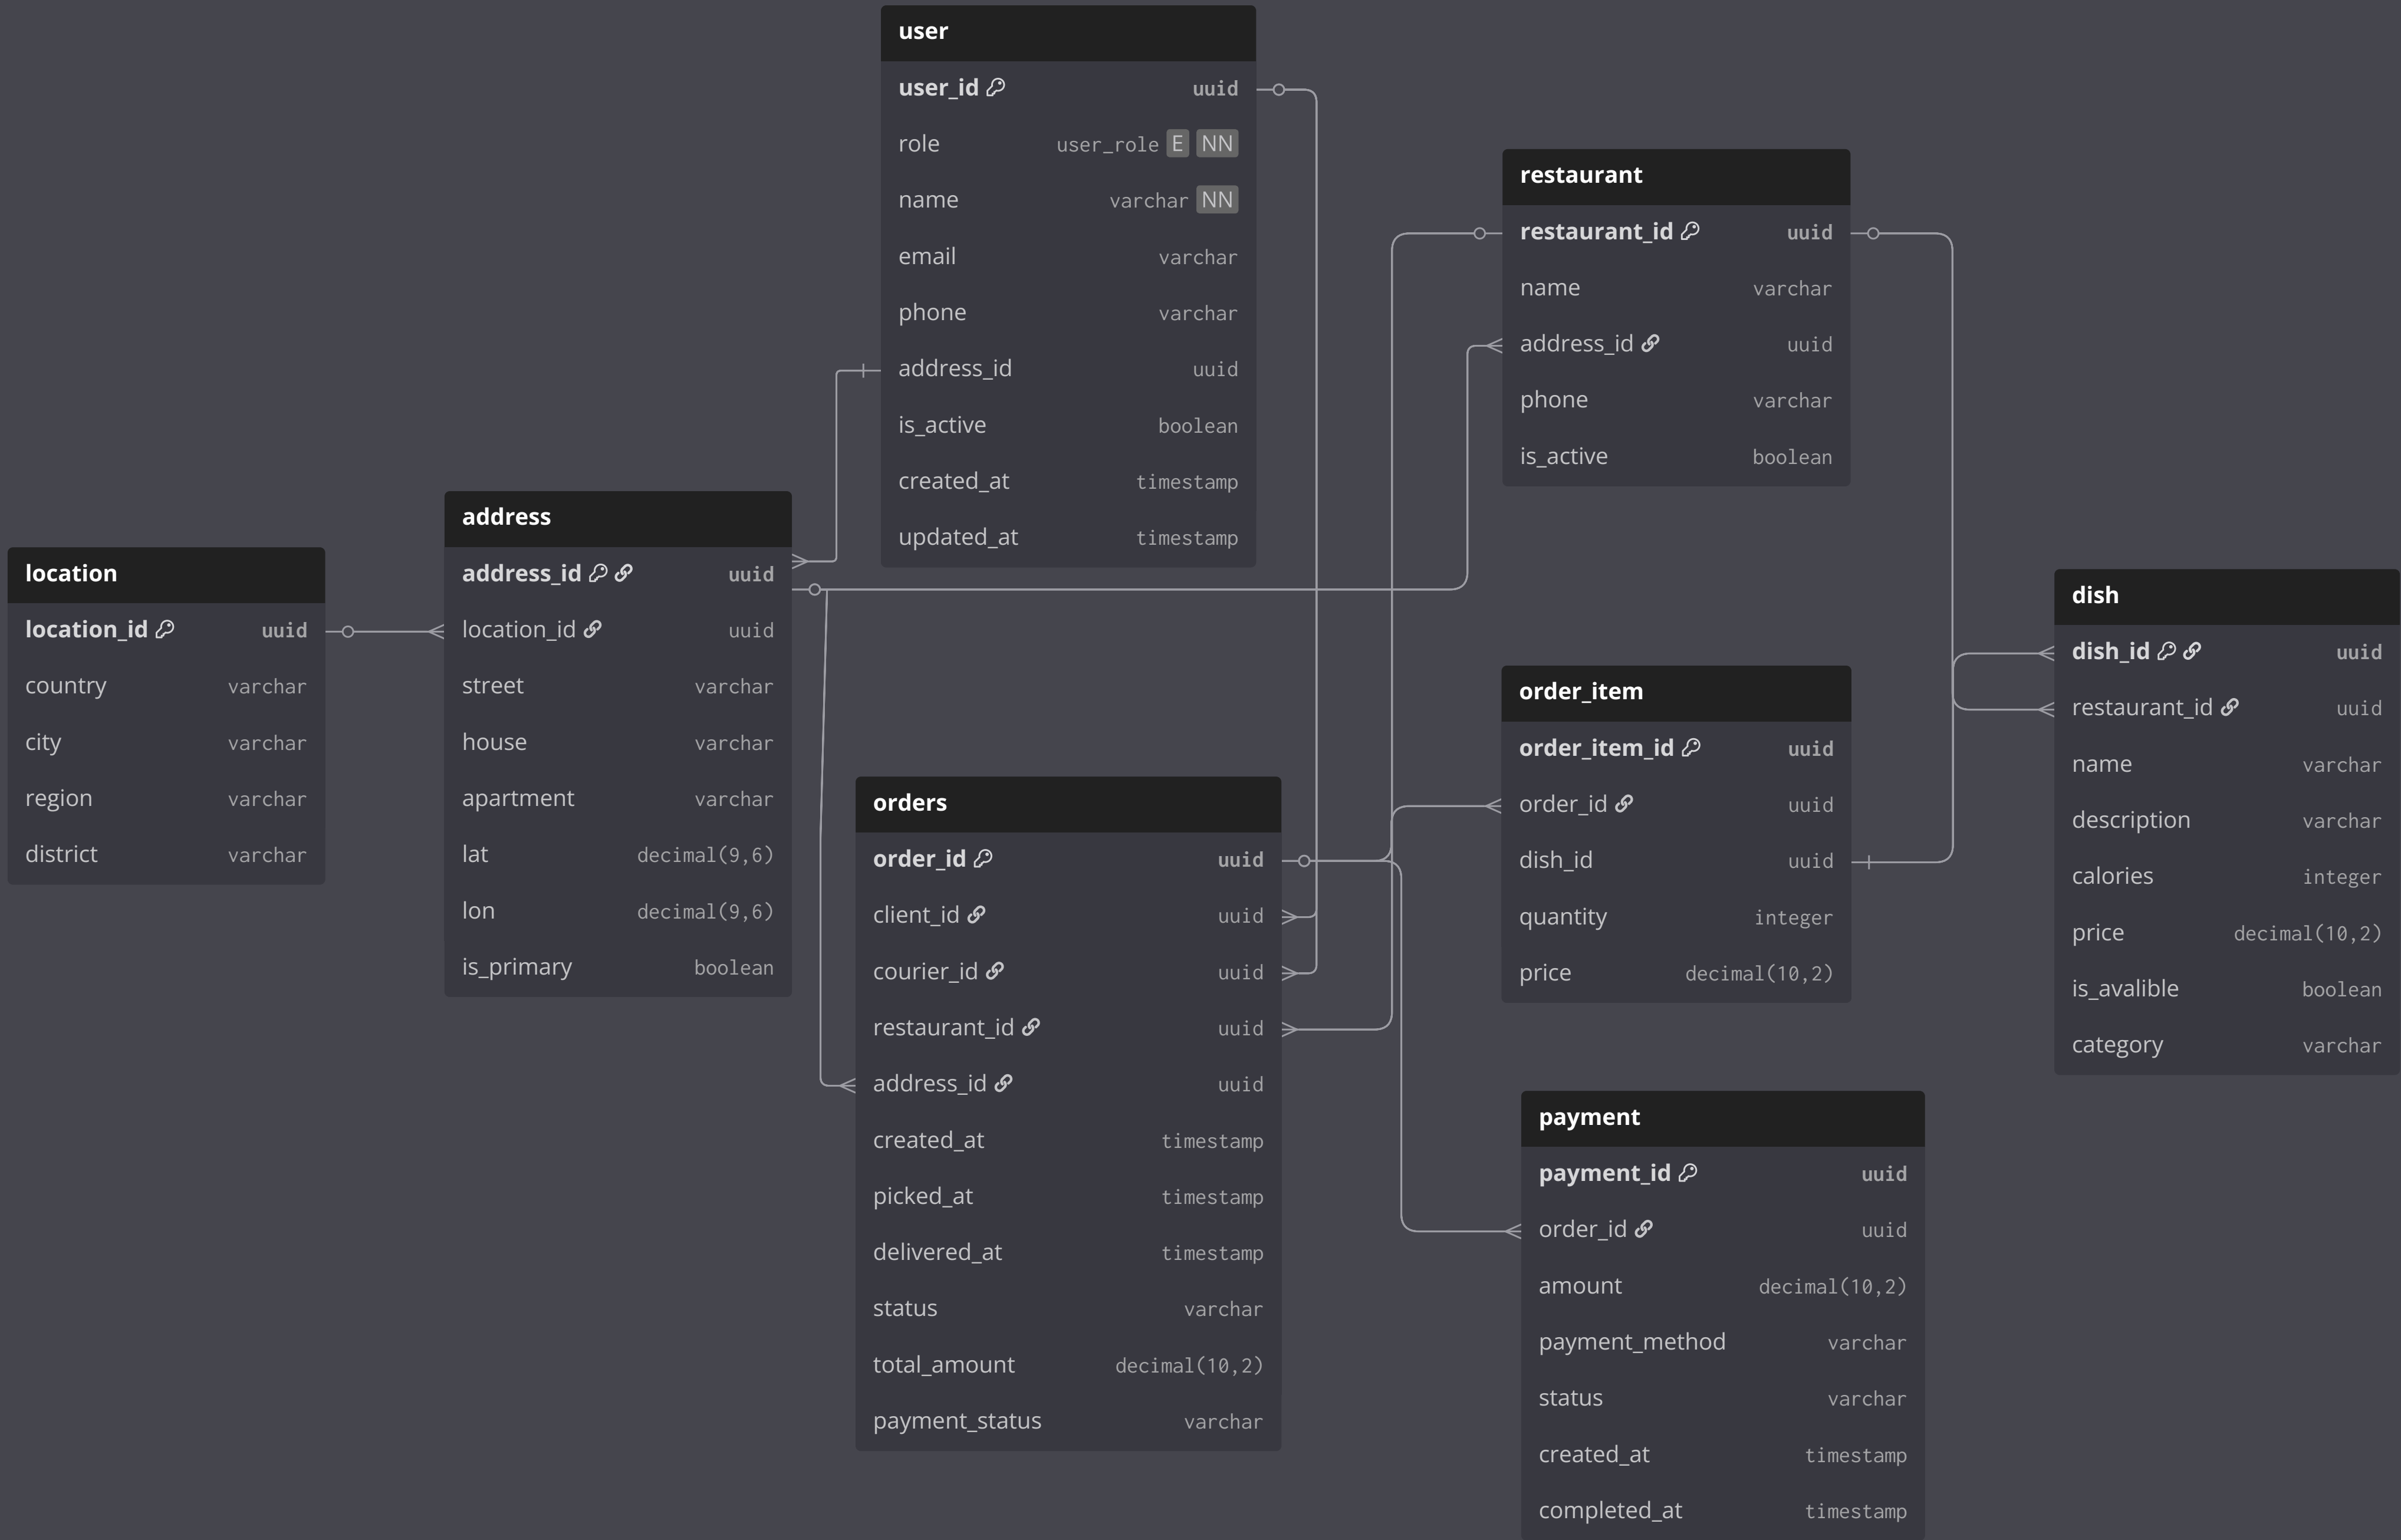 user
user_id uuid
role user_role E NN
name varchar NN
email varchar
phone varchar
address_id uuid
is_active boolean
created_at timestamp
updated_at timestamp
restaurant
restaurant_id uuid
name varchar
address_id uuid
phone varchar
is_active boolean
address
address_id uuid
location_id uuid
street varchar
house varchar
apartment varchar
lat decimal(9,6)
lon decimal(9,6)
is_primary boolean
location
location_id uuid
country varchar
city varchar
region varchar
district varchar
dish
dish_id uuid
restaurant_id uuid
name varchar
description varchar
calories integer
price decimal(10,2)
is_avalible boolean
category varchar
order_item
order_item_id uuid
order_id uuid
dish_id uuid
quantity integer
price decimal(10,2)
orders
order_id uuid
client_id uuid
courier_id uuid
restaurant_id uuid
address_id uuid
created_at timestamp
picked_at timestamp
delivered_at timestamp
status varchar
total_amount decimal(10,2)
payment_status varchar
payment
payment_id uuid
order_id uuid
amount decimal(10,2)
payment_method varchar
status varchar
created_at timestamp
completed_at timestamp